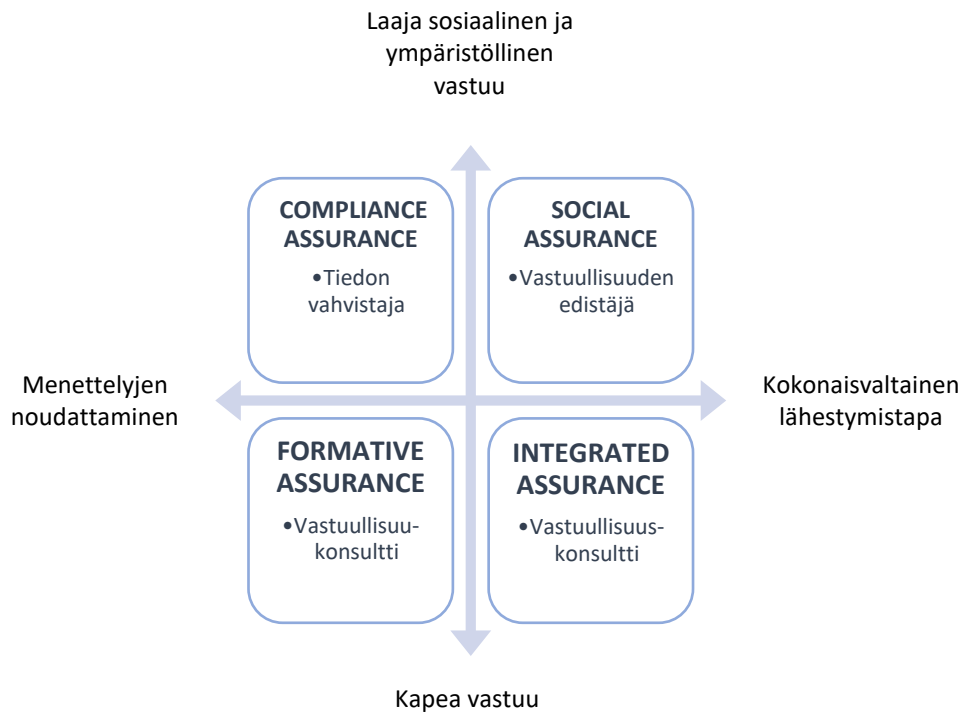 Laaja sosiaalinen ja
ympäristöllinen
vastuu
COMPLIANCE
ASSURANCE
•Tiedon
vahvistaja
SOCIAL
ASSURANCE
•Vastuullisuuden
edistäjä
Menettelyjen
noudattaminen
Kokonaisvaltainen
lähestymistapa
FORMATIVE
ASSURANCE
•Vastuullisuu-
konsultti
INTEGRATED
ASSURANCE
•Vastuullisuus-
konsultti
Kapea vastuu